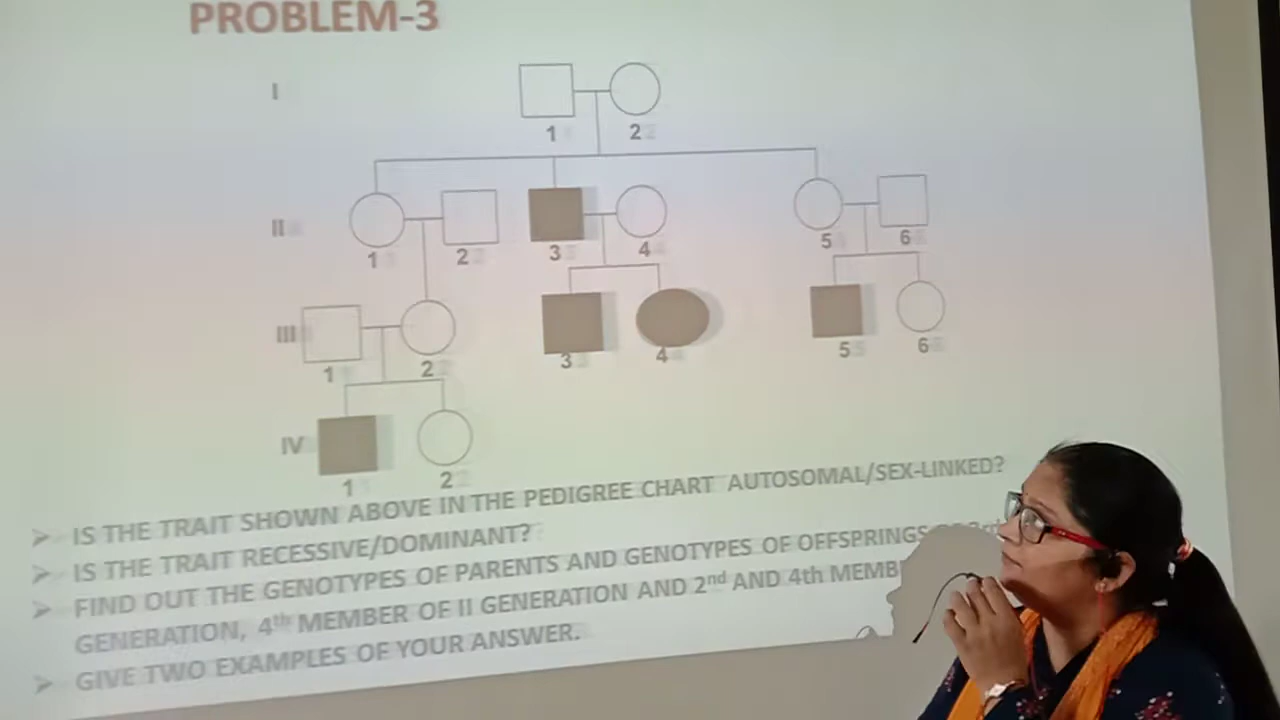 PROBLEM-3
I
1 2
II
1 2 3 4 5 6
III
1 2 3 4 5 6
IV
1 2
➤ IS THE TRAIT SHOWN ABOVE IN THE PEDIGREE CHART AUTOSOMAL/SEX-LINKED?
➤ IS THE TRAIT RECESSIVE/DOMINANT?
➤ FIND OUT THE GENOTYPES OF PARENTS AND GENOTYPES OF OFFSPRINGS
GENERATION, 4th MEMBER OF II GENERATION AND 2nd AND 4th
➤ GIVE TWO EXAMPLES OF YOUR ANSWER.